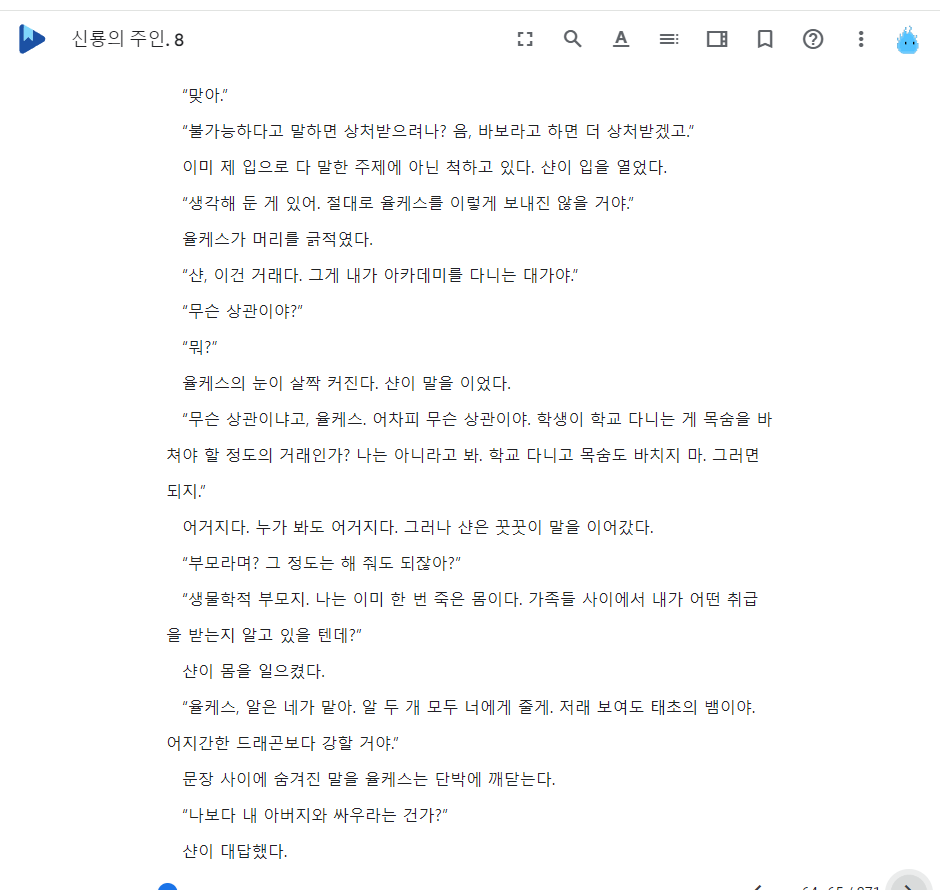 신룡의 주인. 8
“맞아.”
“불가능하다고 말하면 상처받으려나? 음, 바보라고 하면 더 상처받겠고.”
이미 제 입으로 다 말한 주제에 아닌 척하고 있다. 샨이 입을 열었다.
“생각해 둔 게 있어. 절대로 율케스를 이렇게 보내진 않을 거야.”
율케스가 머리를 긁적였다.
“샨, 이건 거래다. 그게 내가 아카데미를 다니는 대가야.”
“무슨 상관이야?”
“뭐?”
율케스의 눈이 살짝 커진다. 샨이 말을 이었다.
“무슨 상관이냐고, 율케스. 어차피 무슨 상관이야. 학생이 학교 다니는 게 목숨을 바
쳐야 할 정도의 거래인가? 나는 아니라고 봐. 학교 다니고 목숨도 바치지 마. 그러면
되지.”
어거지다. 누가 봐도 어거지다. 그러나 샨은 꿋꿋이 말을 이어갔다.
“부모라며? 그 정도는 해 줘도 되잖아?”
“생물학적 부모지. 나는 이미 한 번 죽은 몸이다. 가족들 사이에서 내가 어떤 취급
을 받는지 알고 있을 텐데?”
샨이 몸을 일으켰다.
“율케스, 알은 네가 맡아. 알 두 개 모두 너에게 줄게. 저래 보여도 태초의 뱀이야.
어지간한 드래곤보다 강할 거야.”
문장 사이에 숨겨진 말을 율케스는 단박에 깨닫는다.
“나보다 내 아버지와 싸우라는 건가?”
샨이 대답했다.